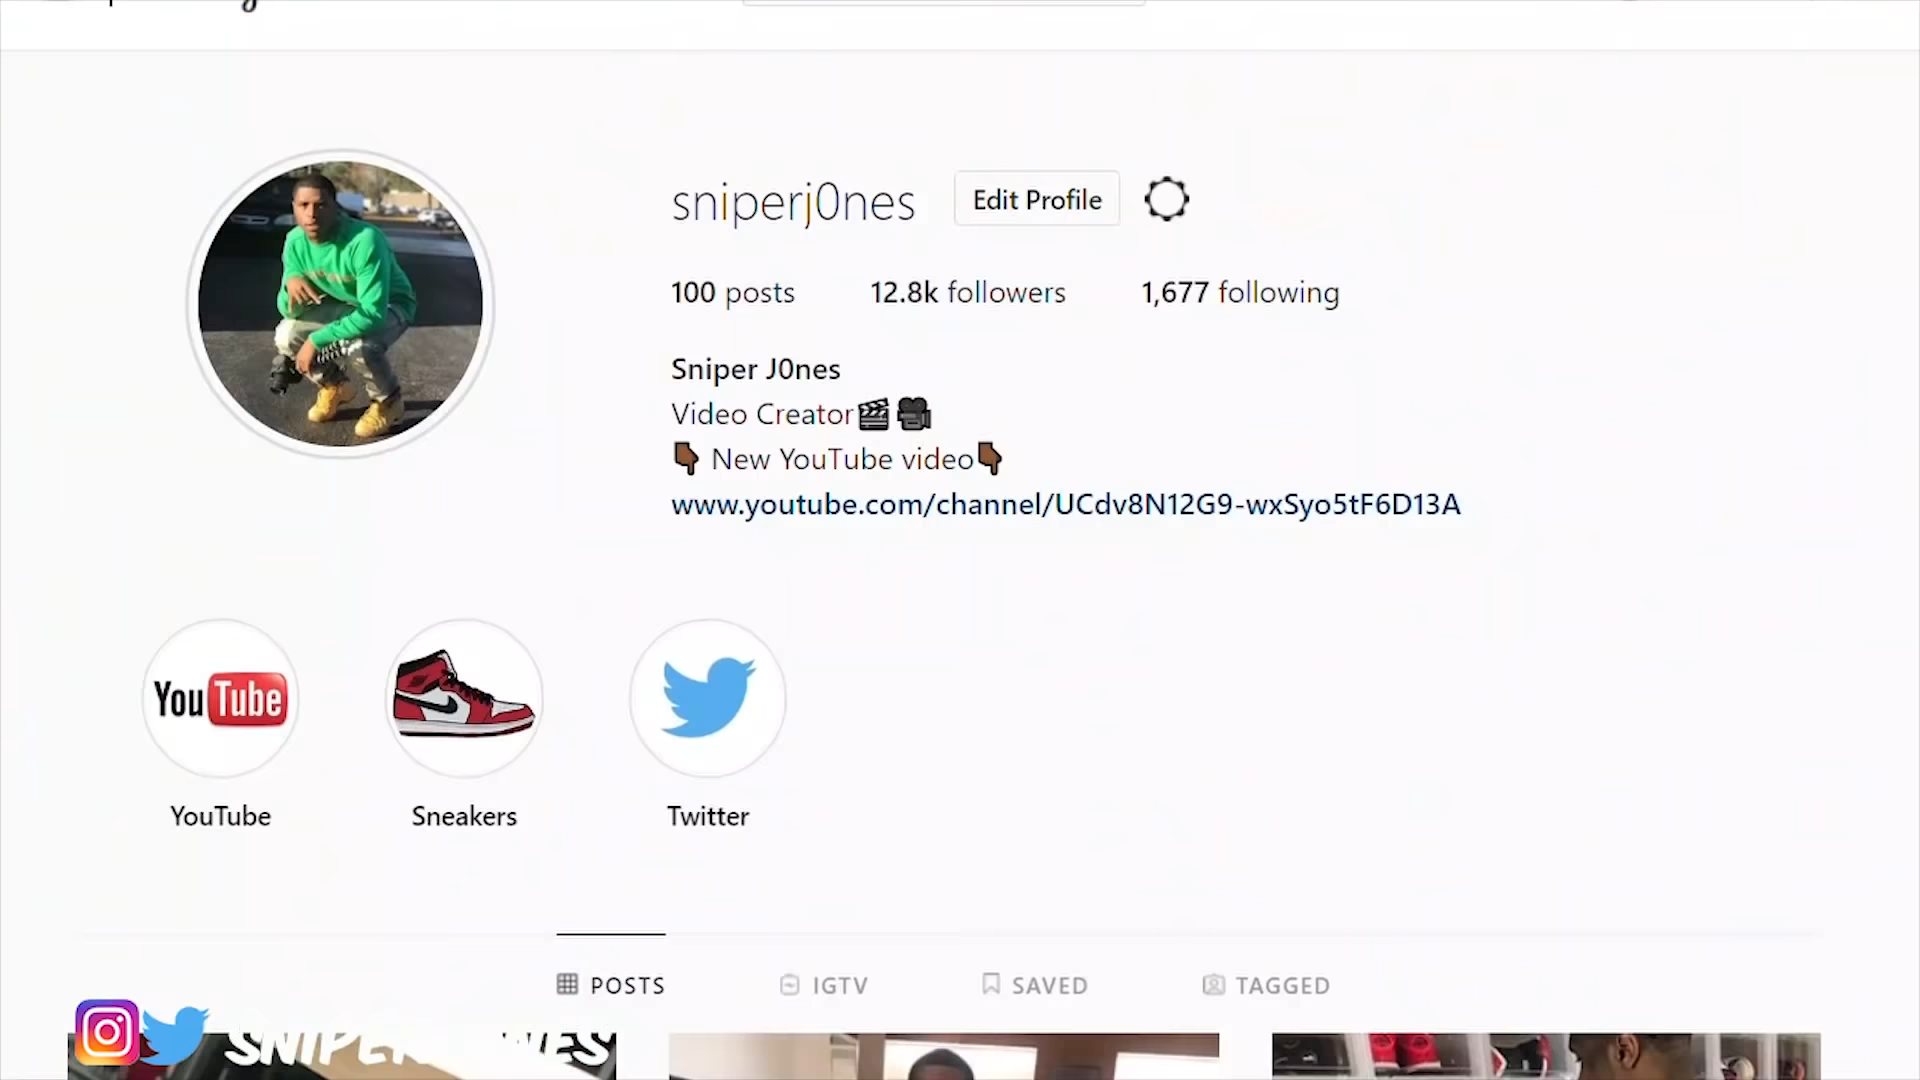 sniperj0nes
Edit Profile
100 posts 12.8k followers 1,677 following
Sniper J0nes
Video Creator
New YouTube video
www.youtube.com/channel/UCdv8N12G9-wxSyo5tF6D13A
YouTube
YouTube
Sneakers
Twitter
POSTS IGTV SAVED TAGGED